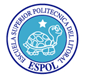 ESCUELA SUPERIOR POLITECNICA DEL LITORAL
ESPOL